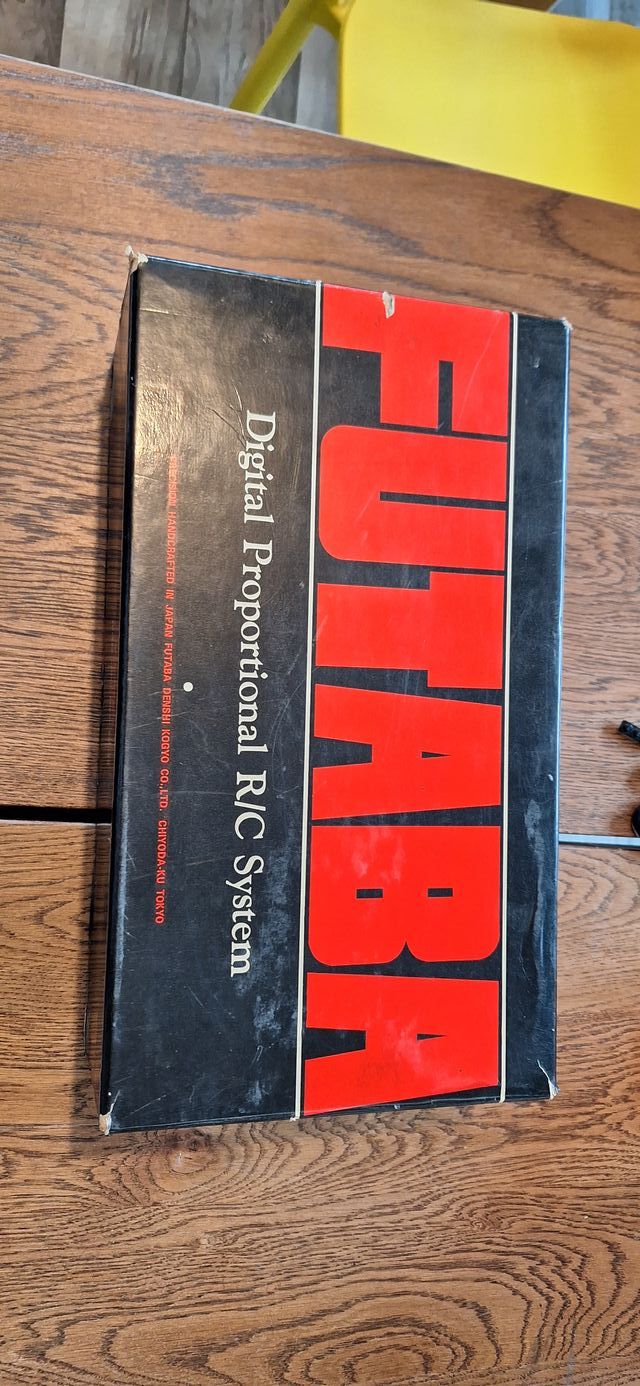 FUTABA
Digital Proportional R/C System
PRECISION HANDCRAFTED IN JAPAN FUTABA DENSHI KOGYO CO.,LTD. CHIYODA-KU TOKYO